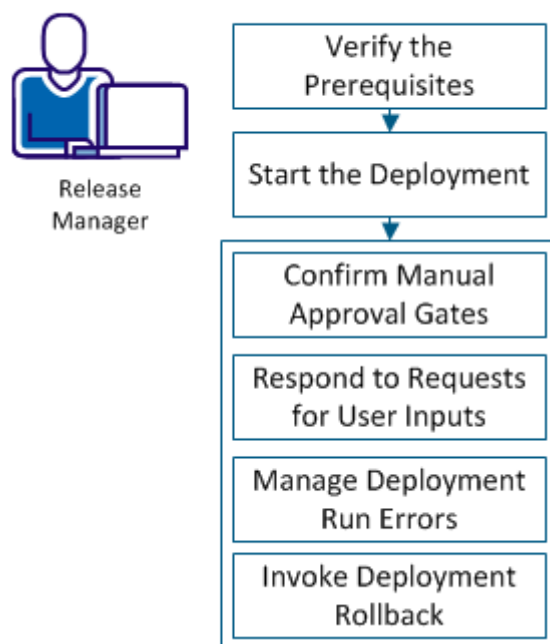 Verify the
Prerequisites
Start the Deployment
Release
Manager
Confirm Manual
Approval Gates
Respond to Requests
for User Inputs
Manage Deployment
Run Errors
Invoke Deployment
Rollback